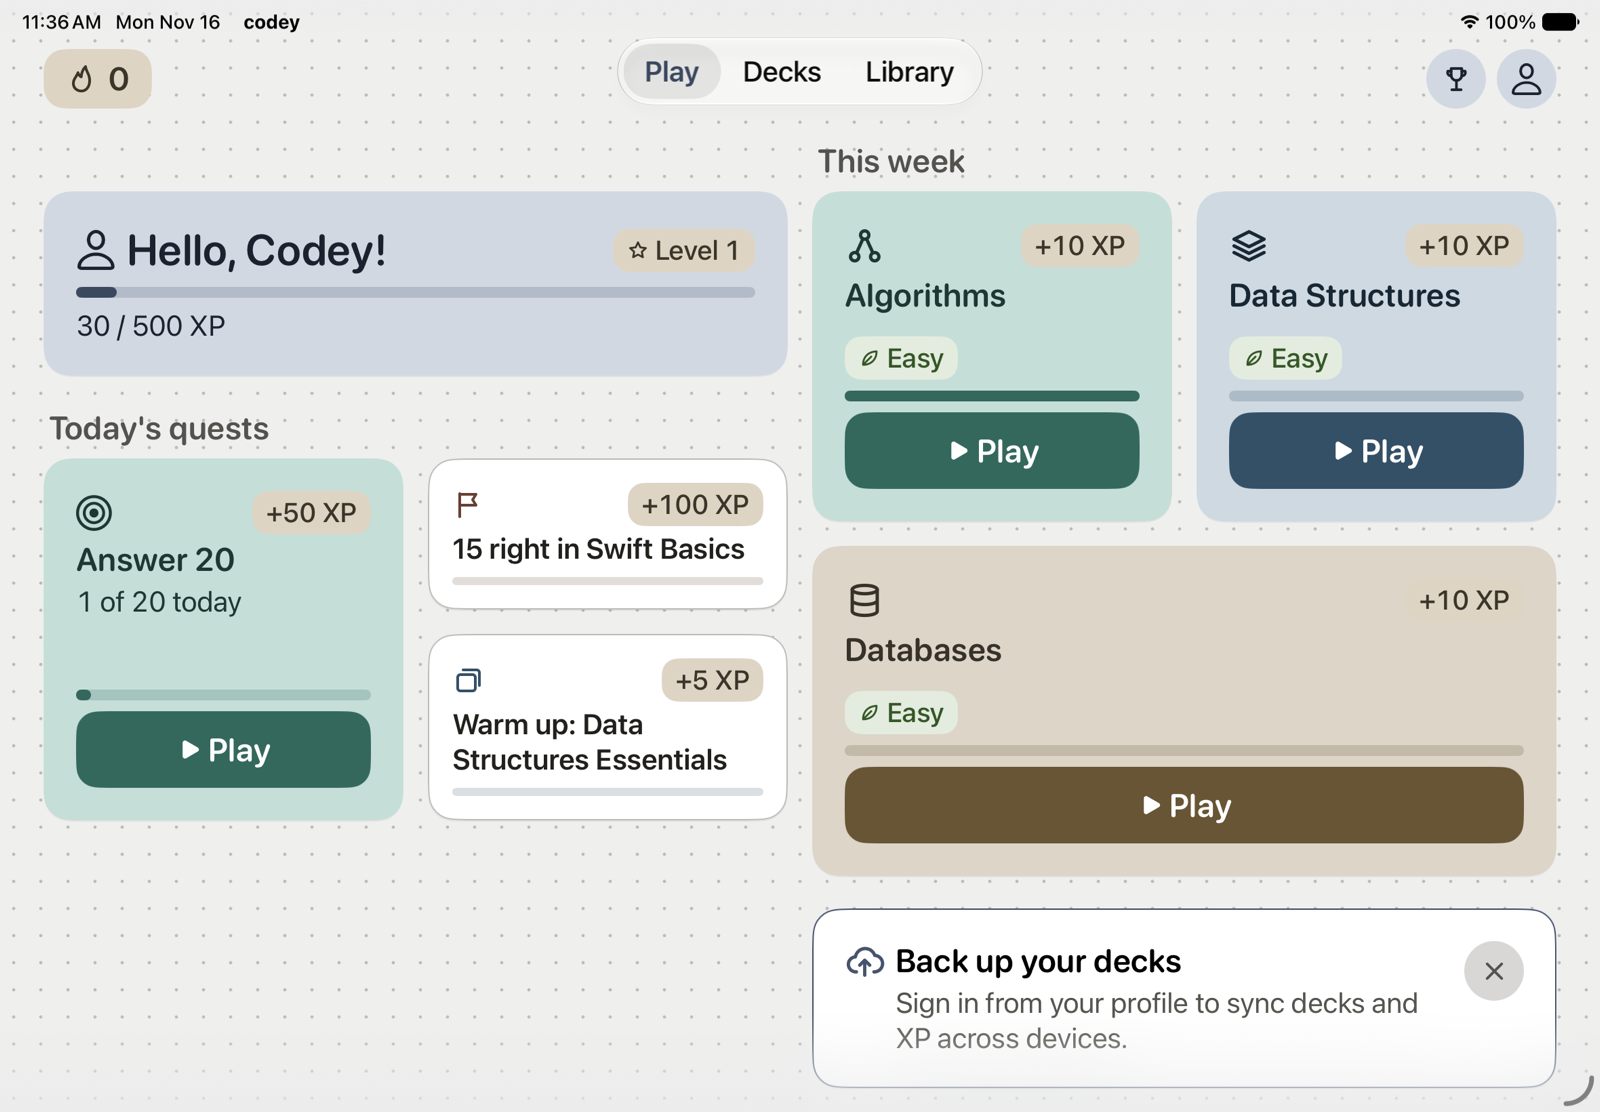 11:36 AM Mon Nov 16 codey
100%
0
Play Decks Library
Hello, Codey!
Level 1
30 / 500 XP
Today's quests
+50 XP
Answer 20
1 of 20 today
Play
+100 XP
15 right in Swift Basics
+5 XP
Warm up: Data
Structures Essentials
This week
+10 XP
Algorithms
Easy
Play
+10 XP
Data Structures
Easy
Play
+10 XP
Databases
Easy
Play
Back up your decks
Sign in from your profile to sync decks and
XP across devices.